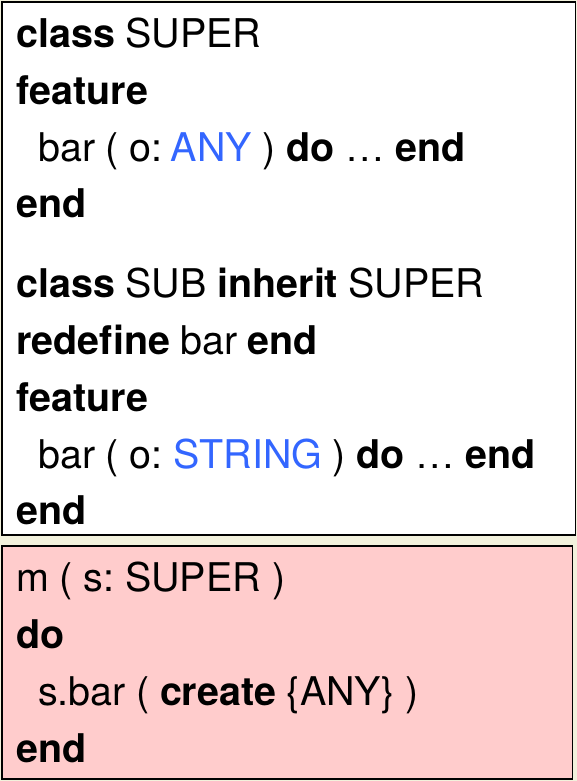 class SUPER
feature
bar ( o: ANY ) do … end
end
class SUB inherit SUPER
redefine bar end
feature
bar ( o: STRING ) do … end
end
m ( s: SUPER )
do
s.bar ( create {ANY} )
end